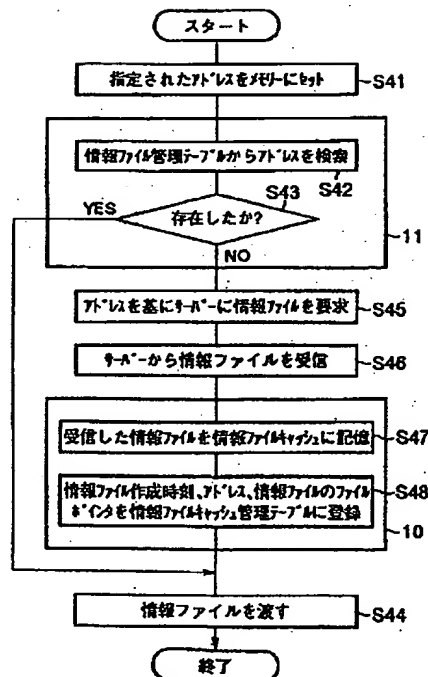 スタート
指定されたアドレスをメモリーにセット
S41
情報ファイル管理テーブルからアドレスを検索
S42
S43
存在したか?
YES
11
NO
アドレスを基にサーバーに情報ファイルを要求
S45
サーバーから情報ファイルを受信
S46
受信した情報ファイルを情報ファイルキャッシュに記憶
S47
情報ファイル作成時刻、アドレス、情報ファイルのファイル
ポインタを情報ファイルキャッシュ管理テーブルに登録
S48
10
情報ファイルを渡す
S44
終了